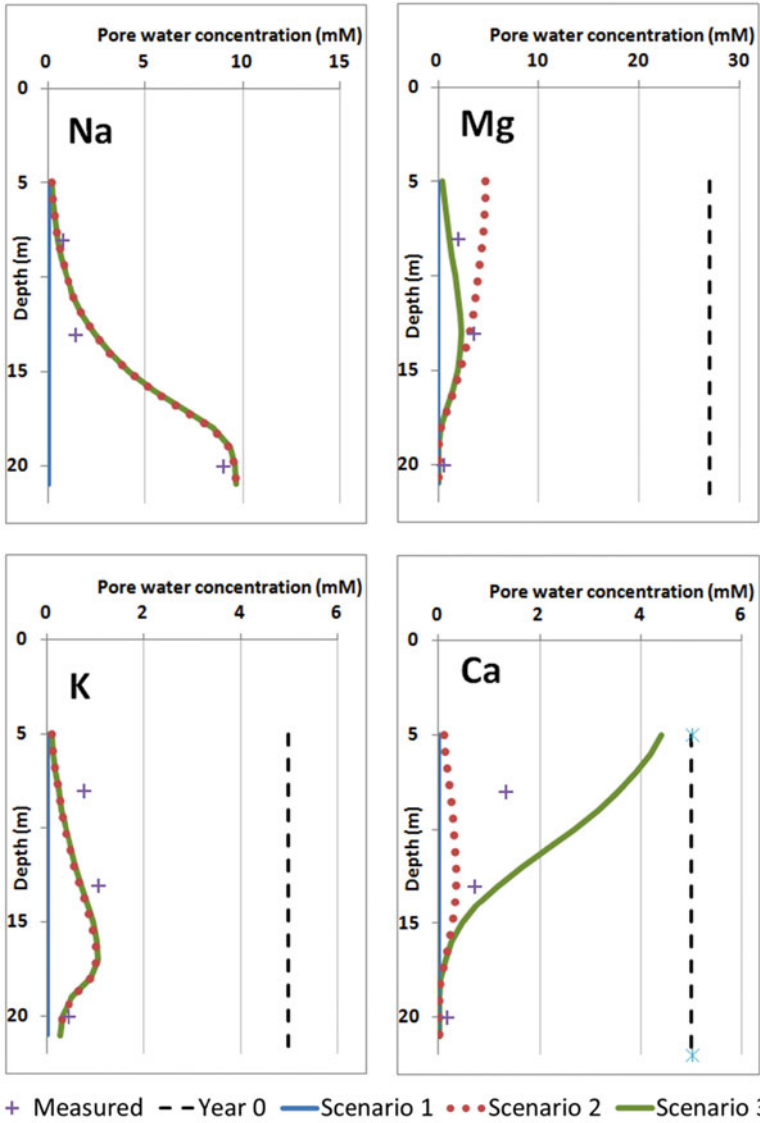 Pore water concentration (mM)
0 5 10 15
0
Na
5
Depth (m)
15
20
Pore water concentration (mM)
0 10 20 30
0
Mg
5
Depth (m)
15
20
Pore water concentration (mM)
0 2 4 6
0
K
5
Depth (m)
15
20
Pore water concentration (mM)
0 2 4 6
0
Ca
5
Depth (m)
15
20
+ Measured Year 0 Scenario 1 Scenario 2 Scenario 3